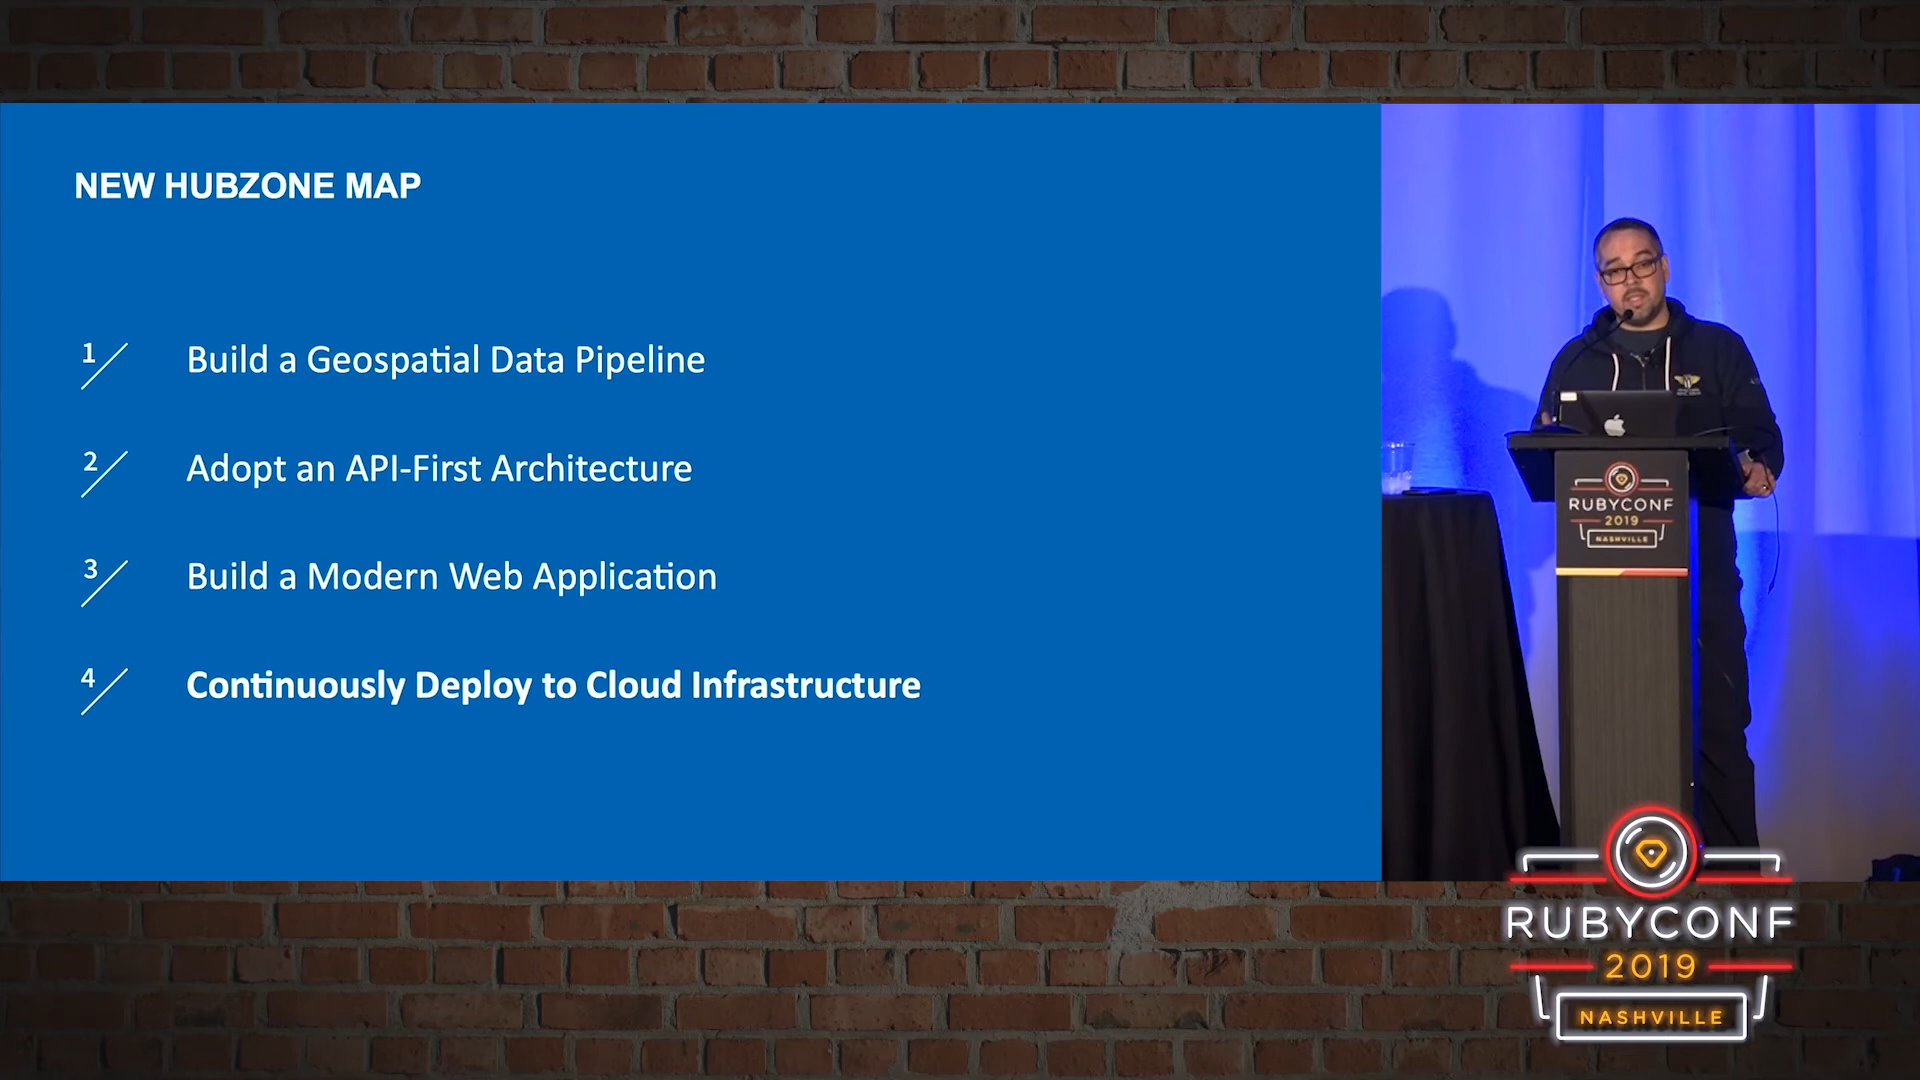 NEW HUBZONE MAP
1 Build a Geospatial Data Pipeline
2 Adopt an API-First Architecture
3 Build a Modern Web Application
4 Continuously Deploy to Cloud Infrastructure
RUBYCONF
2019
NASHVILLE
RUBYCONF
2019
NASHVILLE